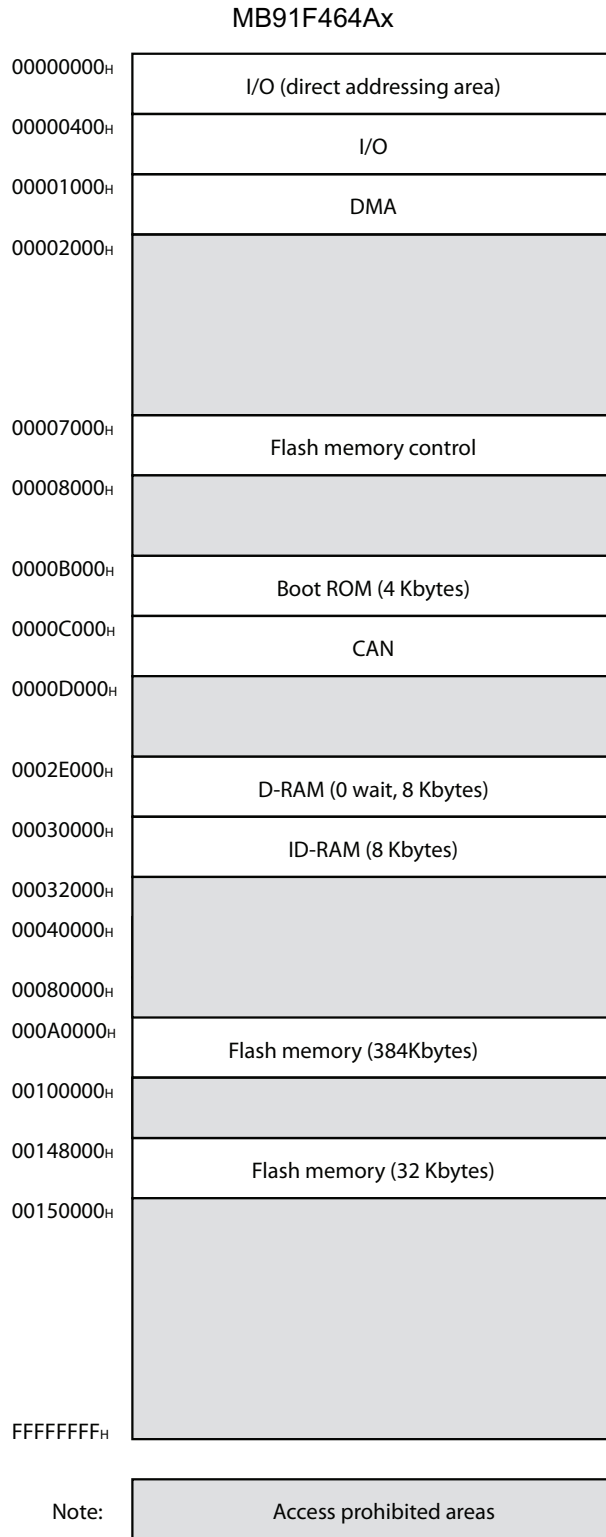 MB91F464Ax
00000000H
I/O (direct addressing area)
00000400H
I/O
00001000H
DMA
00002000H
00007000H
Flash memory control
00008000H
0000B000H
Boot ROM (4 Kbytes)
0000C000H
CAN
0000D000H
0002E000H
D-RAM (0 wait, 8 Kbytes)
00030000H
ID-RAM (8 Kbytes)
00032000H
00040000H
00080000H
000A0000H
Flash memory (384Kbytes)
00100000H
00148000H
Flash memory (32 Kbytes)
00150000H
FFFFFFFFH
Note: Access prohibited areas